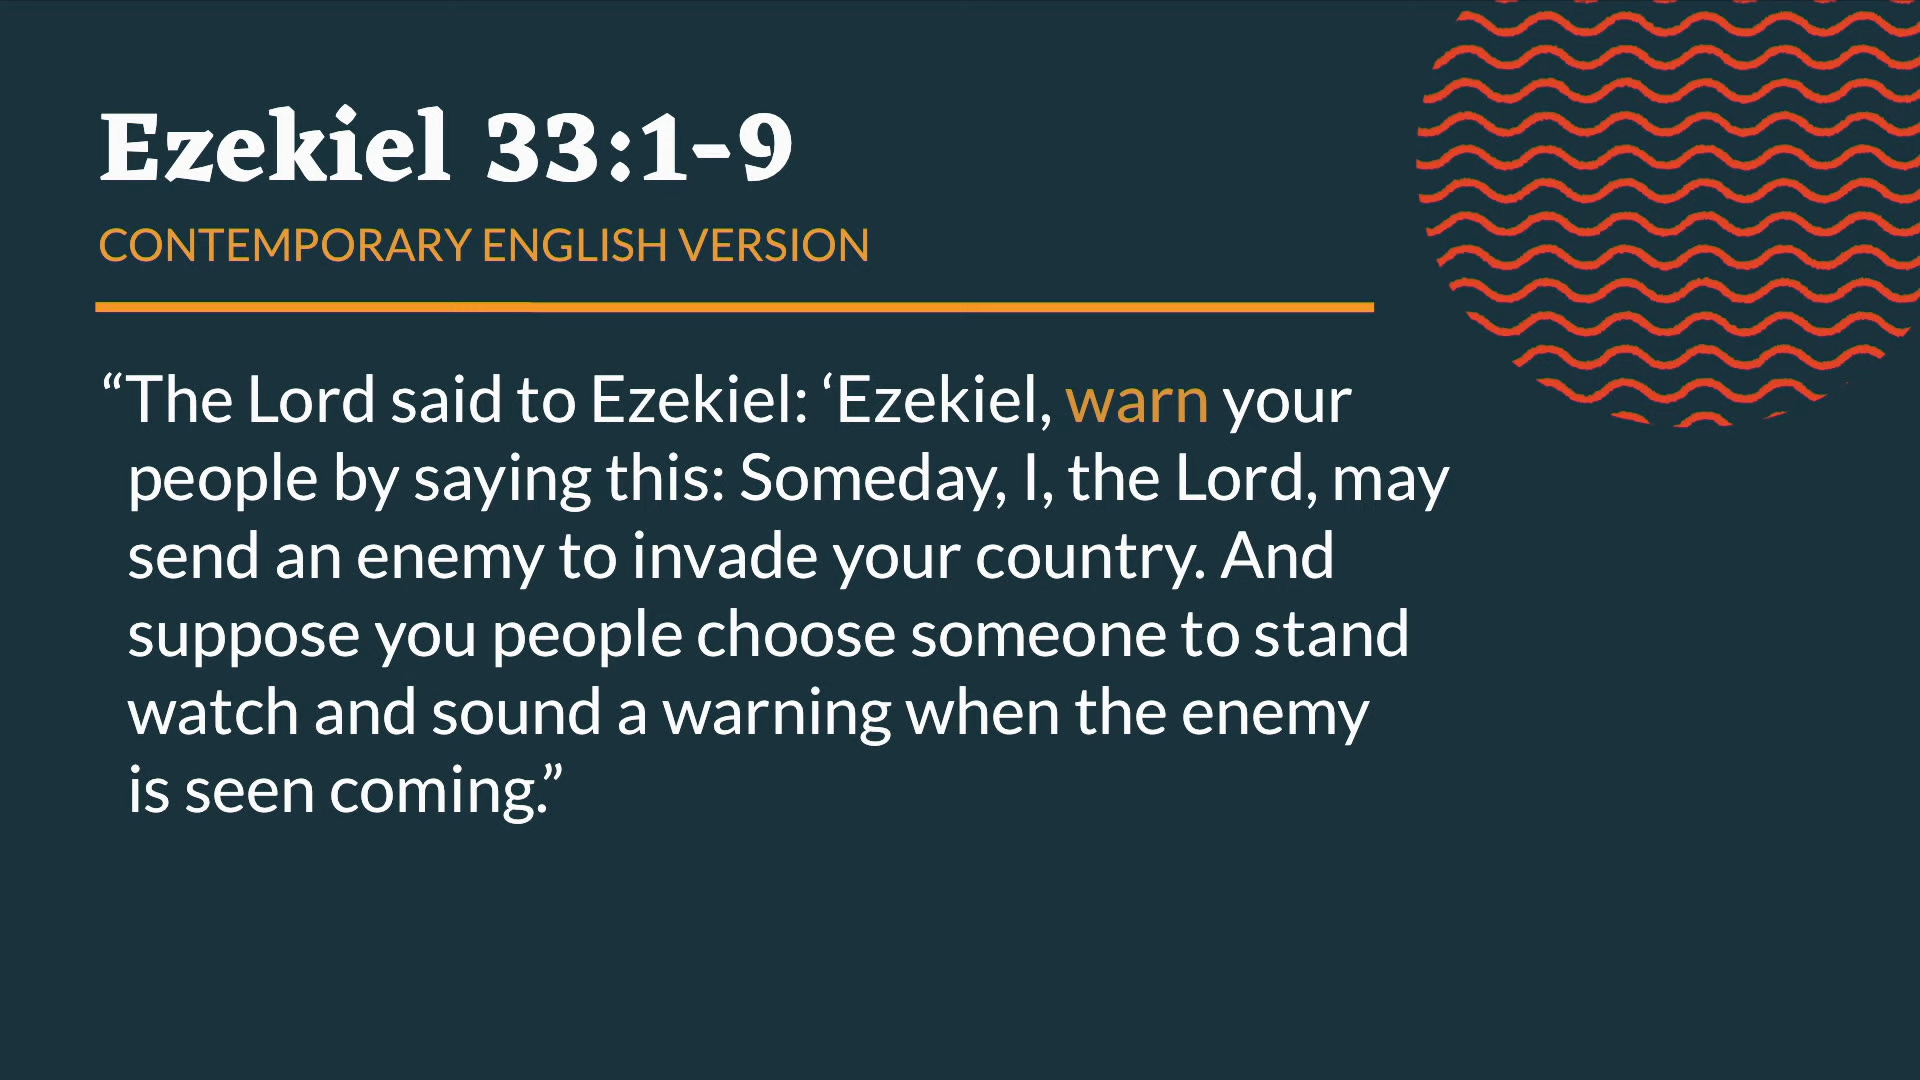 Ezekiel 33:1-9
CONTEMPORARY ENGLISH VERSION
“The Lord said to Ezekiel: ‘Ezekiel, warn your
people by saying this: Someday, I, the Lord, may
send an enemy to invade your country. And
suppose you people choose someone to stand
watch and sound a warning when the enemy
is seen coming.”